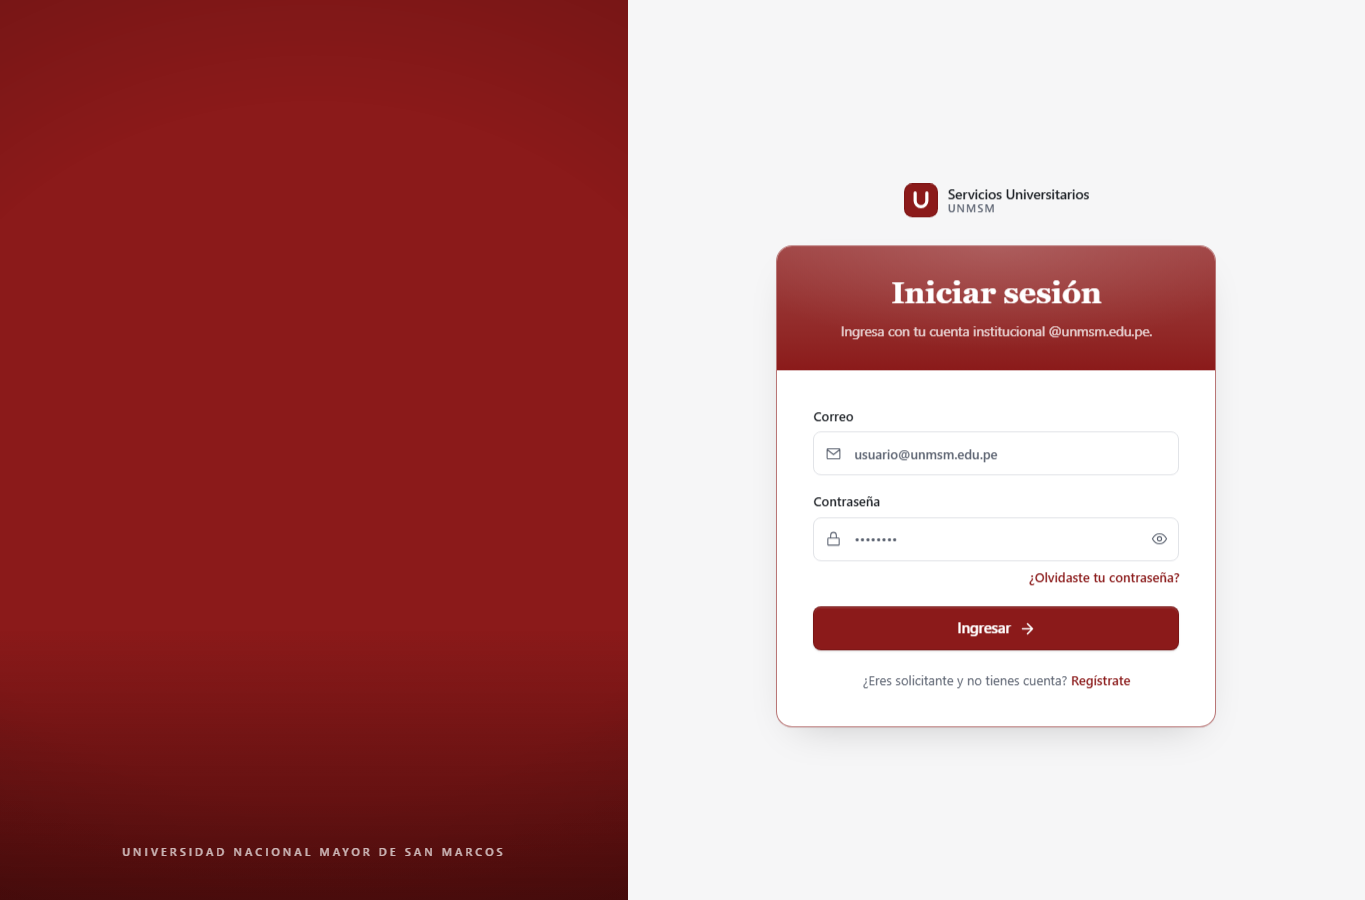 UNIVERSIDAD NACIONAL MAYOR DE SAN MARCOS
U
Servicios Universitarios
UNMSM
Iniciar sesión
Ingresa con tu cuenta institucional @unmsm.edu.pe.
Correo
usuario@unmsm.edu.pe
Contraseña
••••••••
¿Olvidaste tu contraseña?
Ingresar →
¿Eres solicitante y no tienes cuenta? Regístrate